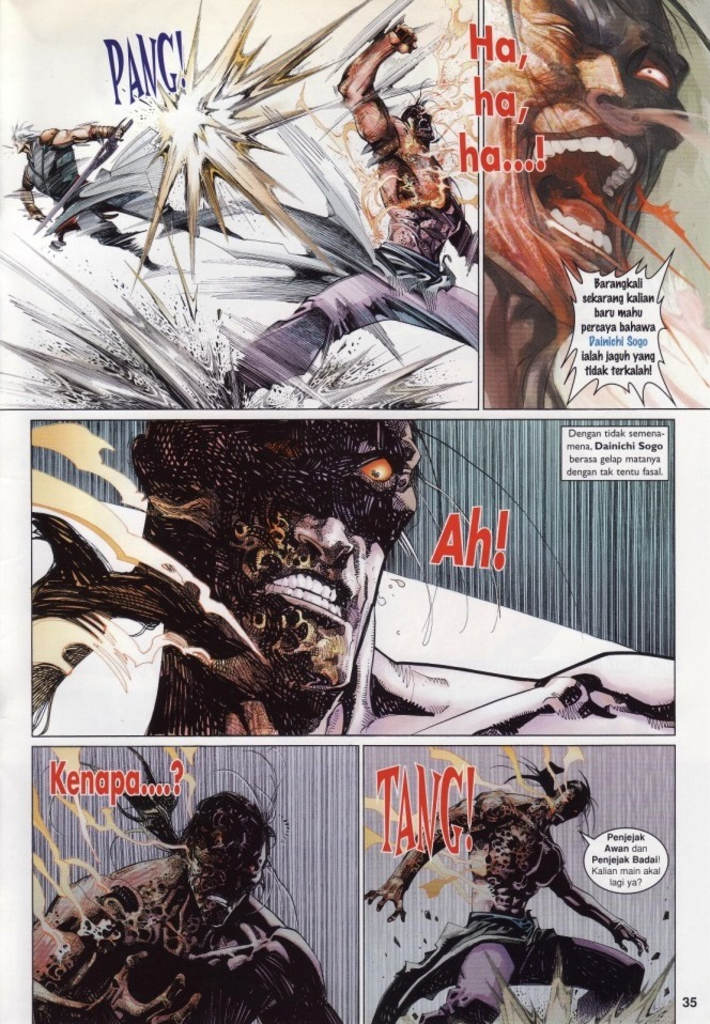 PANG!
Ha,
ha,
ha...!
Barangkali
sekarang kalian
baru mahu
percaya bahawa
Dainichi Sogo
ialah jaguh yang
tidak terkalah!
Dengan tidak semena-
mena, Dainichi Sogo
berasa gelap matanya
dengan tak tentu fasal.
Ah!
Kenapa....?
TANG!
Penjejak
Awan dan
Penjejak Badai!
Kalian main akal
lagi ya?
35